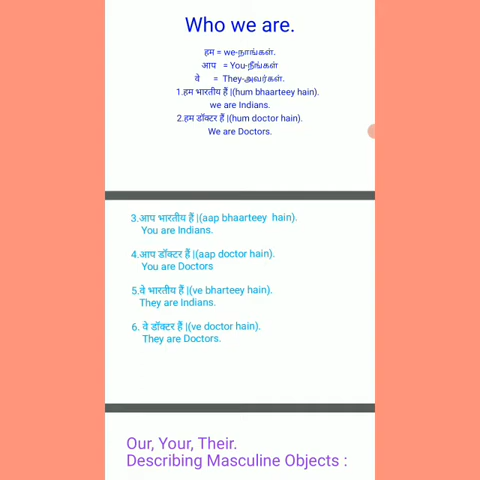 Who we are.
हम = we-நாங்கள்.
आप = You-நீங்கள்
वे = They-அவர்கள்.
1.हम भारतीय हैं |(hum bhaarteey hain).
we are Indians.
2.हम डॉक्टर हैं |(hum doctor hain).
We are Doctors.
3.आप भारतीय हैं |(aap bhaarteey hain).
You are Indians.
4.आप डॉक्टर हैं |(aap doctor hain).
You are Doctors
5.वे भारतीय हैं |(ve bharteey hain).
They are Indians.
6. वे डॉक्टर हैं |(ve doctor hain).
They are Doctors.
Our, Your, Their.
Describing Masculine Objects :